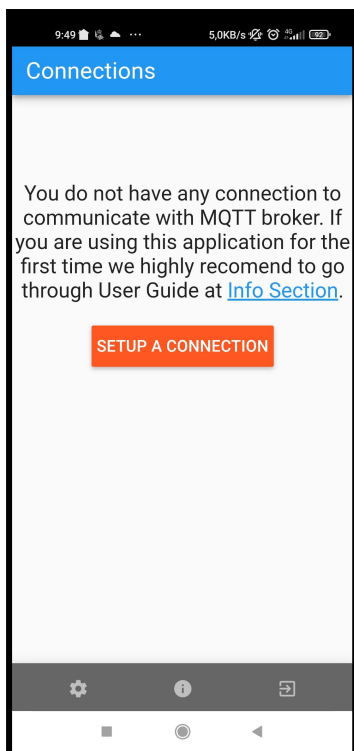 9:49 ... 5,0KB/s 4G 92
Connections
You do not have any connection to
communicate with MQTT broker. If
you are using this application for the
first time we highly recomend to go
through User Guide at Info Section.
SETUP A CONNECTION